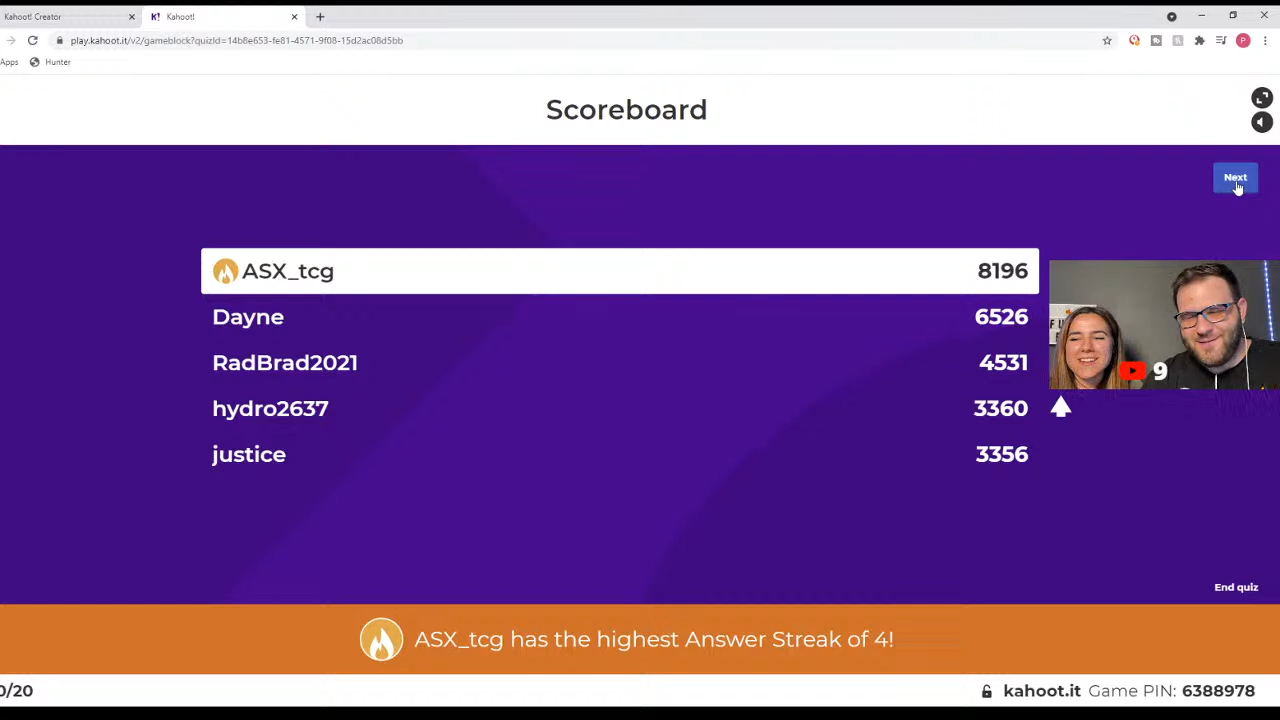 Kahoot! Creator
K! Kahoot!
play.kahoot.it/v2/gameblock?quizId=14b8e653-fe81-4571-9f08-15d2ac08d5bb
P
Apps
Hunter
Scoreboard
Next
ASX_tcg 8196
Dayne 6526
RadBrad2021 4531
hydro2637 3360
justice 3356
9
End quiz
ASX_tcg has the highest Answer Streak of 4!
0/20
kahoot.it Game PIN: 6388978